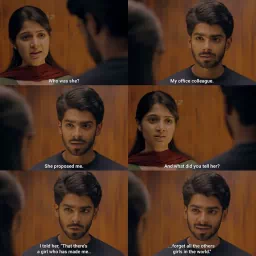 Who was she?
My office colleague.
She proposed me.
And what did you tell her?
I told her, "That there's
a girl who has made me..
...forget all the others
girls in the world."